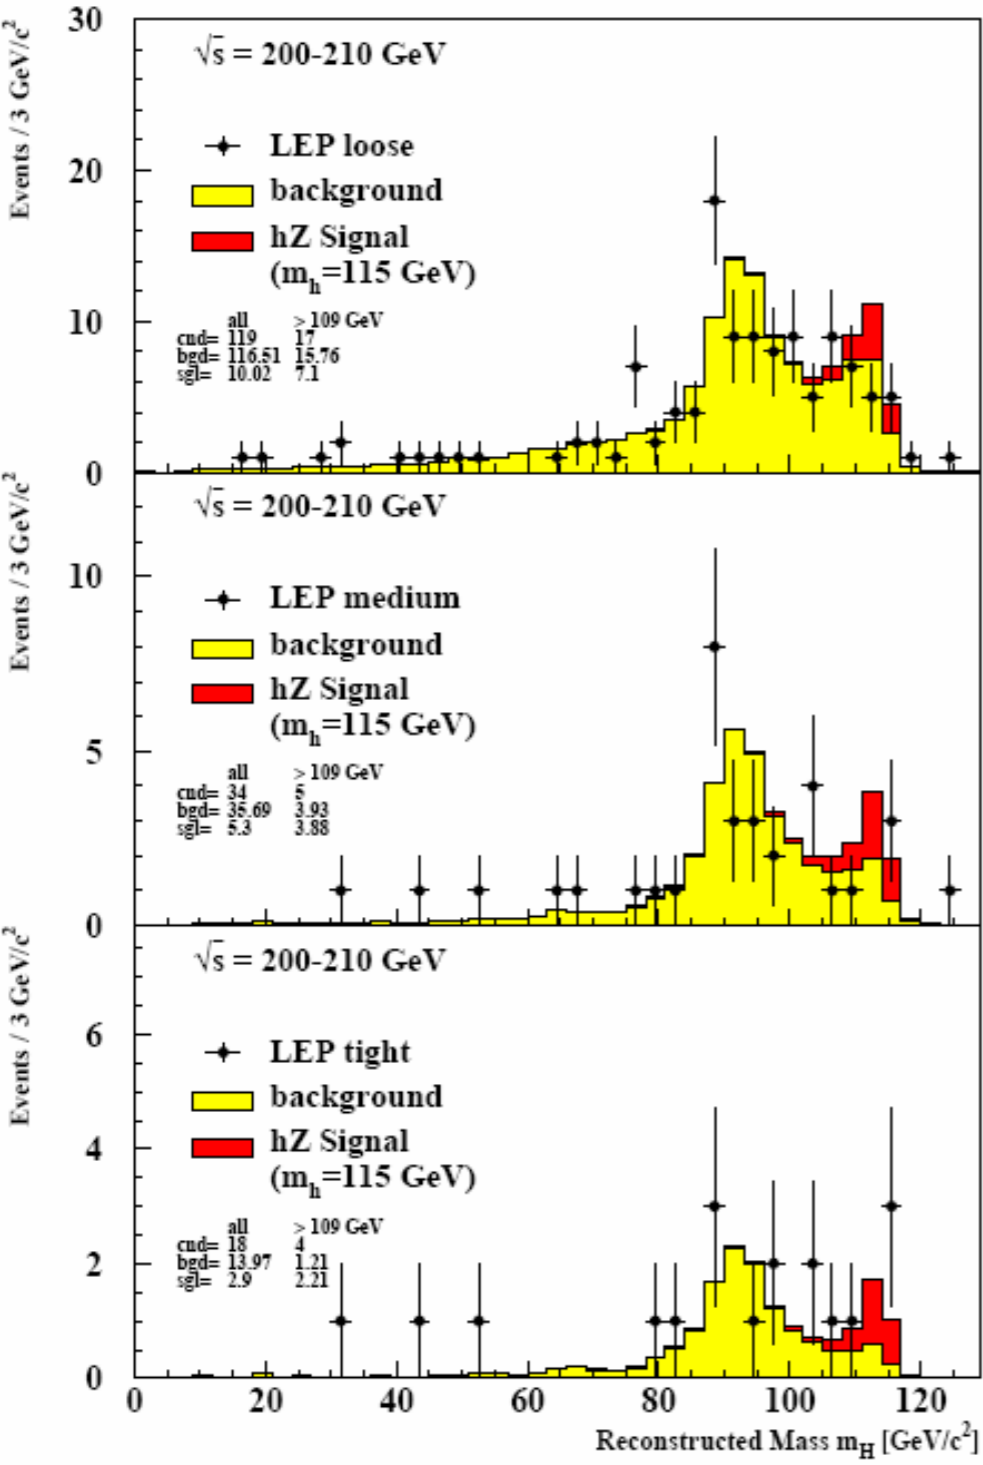 30
20
10
0
Events / 3 GeV/c²
√s = 200-210 GeV
LEP loose
background
hZ Signal
(mₕ=115 GeV)
all > 109 GeV
cnd= 119 17
bgd= 116.51 15.76
sgl= 10.02 7.1
10
5
0
Events / 3 GeV/c²
√s = 200-210 GeV
LEP medium
background
hZ Signal
(mₕ=115 GeV)
all > 109 GeV
cnd= 34 5
bgd= 35.69 3.93
sgl= 5.3 3.88
6
4
2
0
Events / 3 GeV/c²
√s = 200-210 GeV
LEP tight
background
hZ Signal
(mₕ=115 GeV)
all > 109 GeV
cnd= 18 4
bgd= 13.97 1.21
sgl= 2.9 2.21
0 20 40 60 80 100 120
Reconstructed Mass m_H [GeV/c²]